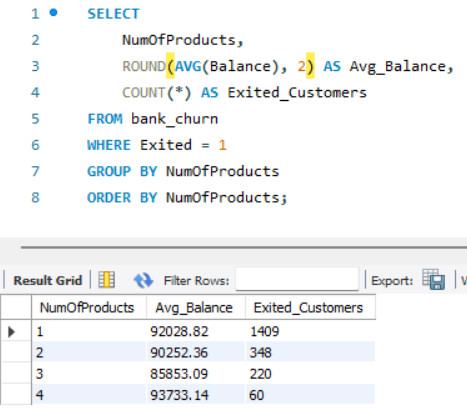 1 SELECT
2 NumOfProducts,
3 ROUND(AVG(Balance), 2) AS Avg_Balance,
4 COUNT(*) AS Exited_Customers
5 FROM bank_churn
6 WHERE Exited = 1
7 GROUP BY NumOfProducts
8 ORDER BY NumOfProducts;
Result Grid Filter Rows: Export:
NumOfProducts Avg_Balance Exited_Customers
1 92028.82 1409
2 90252.36 348
3 85853.09 220
4 93733.14 60